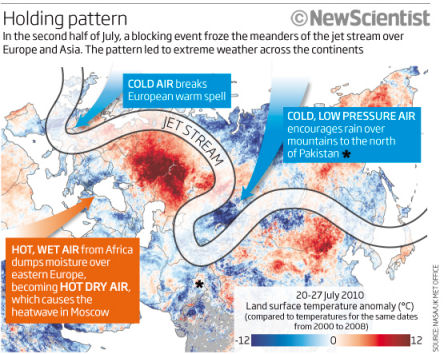 Holding pattern
©NewScientist
In the second half of July, a blocking event froze the meanders of the jet stream over
Europe and Asia. The pattern led to extreme weather across the continents
COLD AIR breaks
European warm spell
COLD, LOW PRESSURE AIR
encourages rain over
mountains to the north
of Pakistan *
JET STREAM
HOT, WET AIR from Africa
dumps moisture over
eastern Europe,
becoming HOT DRY AIR,
which causes the
heatwave in Moscow
*
20-27 July 2010
Land surface temperature anomaly (°C)
(compared to temperatures for the same dates
from 2000 to 2008)
-12 0 12
SOURCE: NASA/UK MET OFFICE